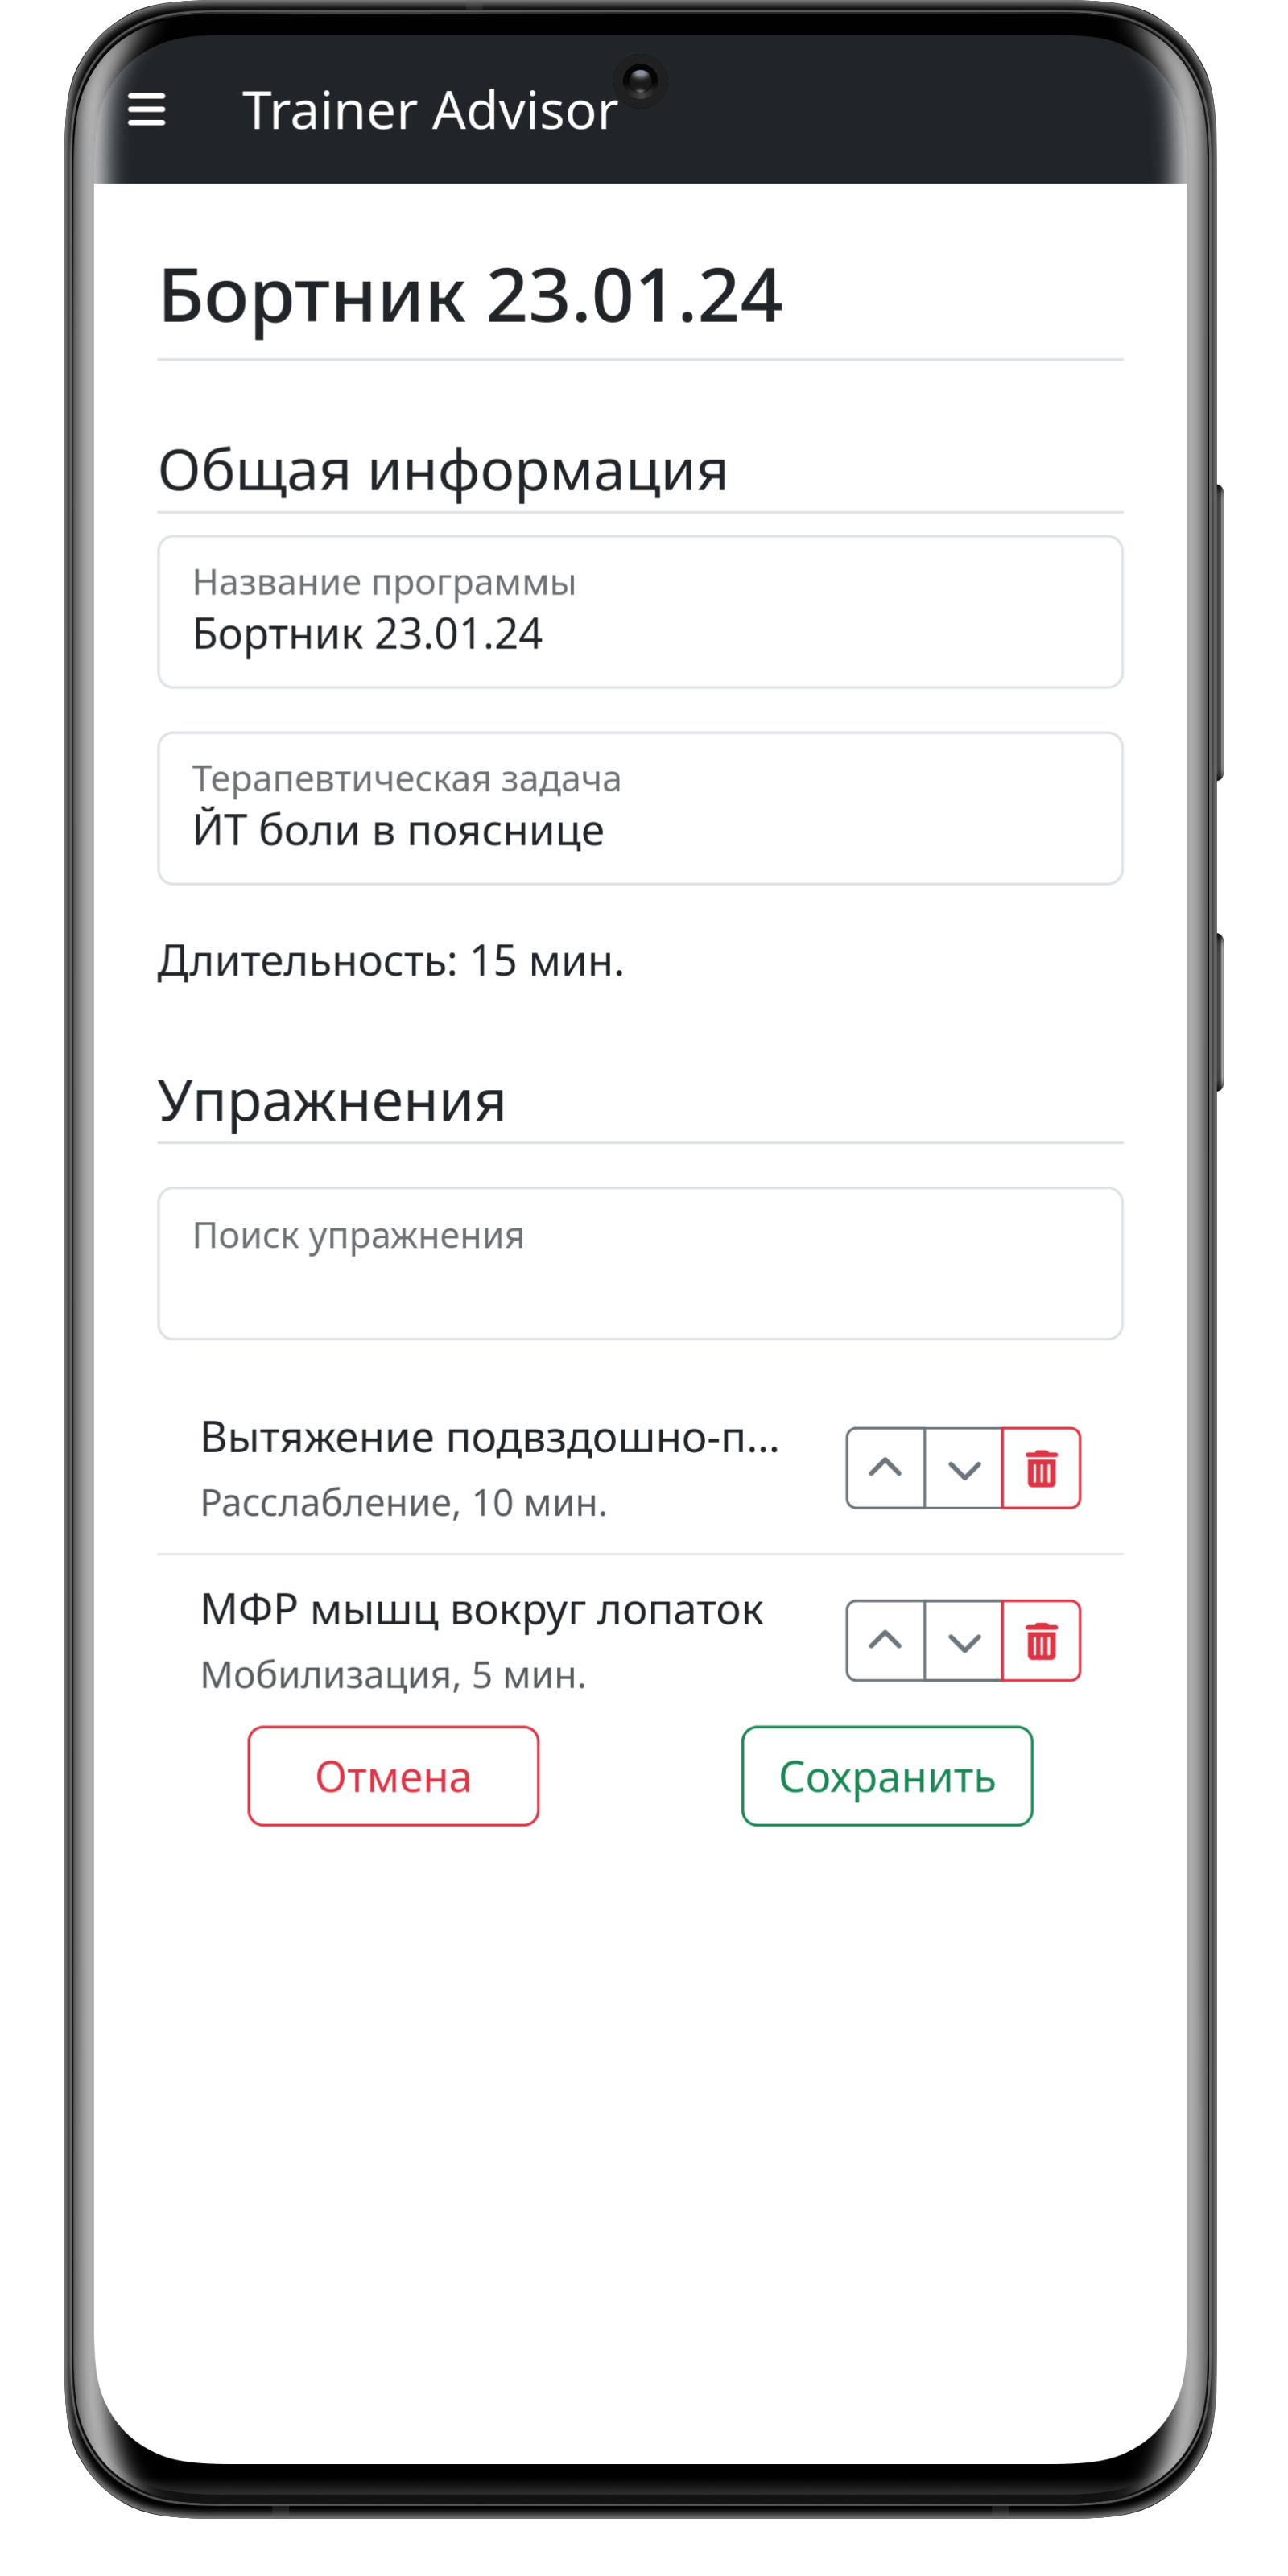 Trainer Advisor
Бортник 23.01.24
Общая информация
Название программы
Бортник 23.01.24
Терапевтическая задача
ЙТ боли в пояснице
Длительность: 15 мин.
Упражнения
Поиск упражнения
Вытяжение подвздошно-п...
Расслабление, 10 мин.
МФР мышц вокруг лопаток
Мобилизация, 5 мин.
Отмена
Сохранить